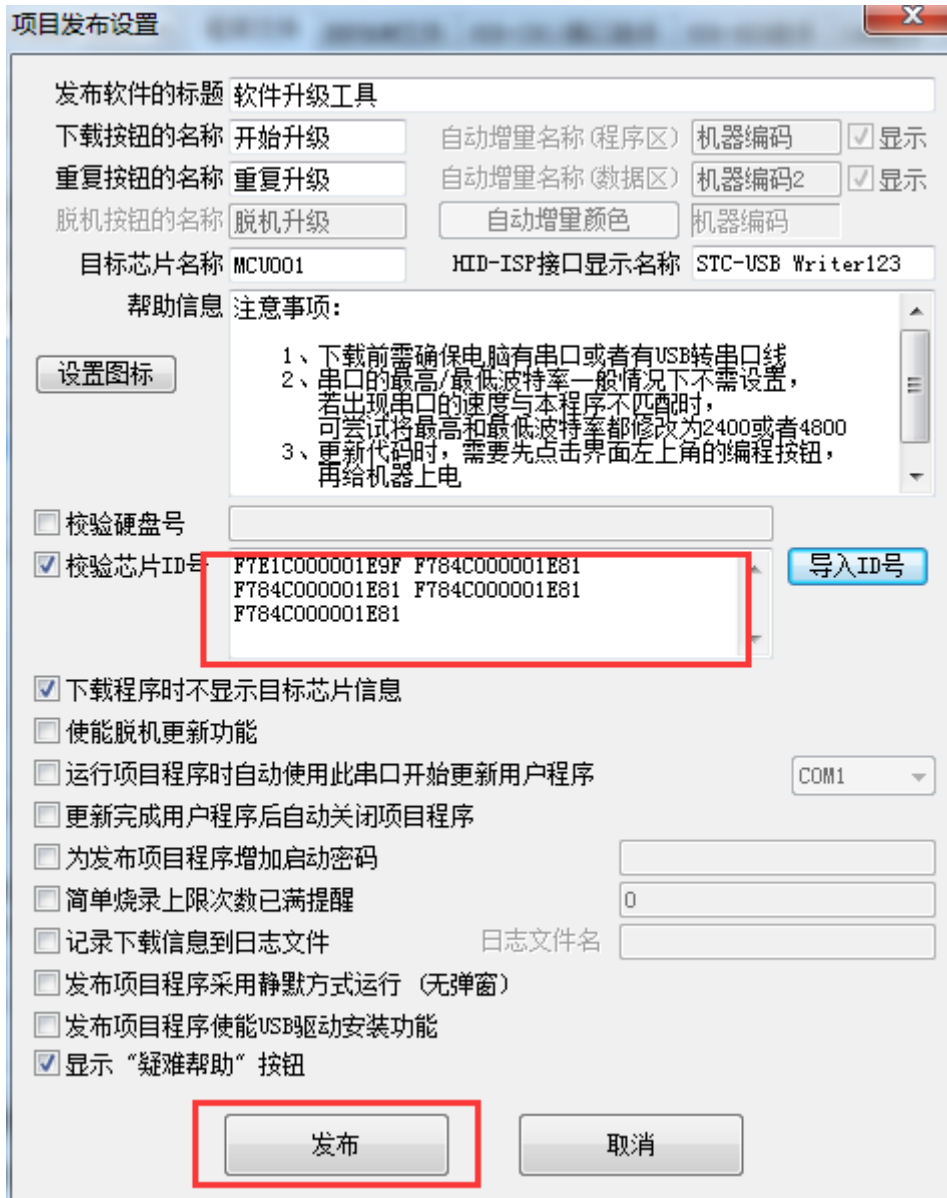 项目发布设置
发布软件的标题 软件升级工具
下载按钮的名称 开始升级 自动增量名称(程序区) 机器编码 显示
重复按钮的名称 重复升级 自动增量名称(数据区) 机器编码2 显示
脱机按钮的名称 脱机升级 自动增量颜色 机器编码
目标芯片名称 MCU001 HID-ISP接口显示名称 STC-USB Writer123
帮助信息 注意事项:
1、下载前需确保电脑有串口或者有USB转串口线
设置图标
2、串口的最高/最低波特率一般情况下不需设置,
若出现串口的速度与本程序不匹配时,
可尝试将最高和最低波特率都修改为2400或者4800
3、更新代码时,需要先点击界面左上角的编程按钮,
再给机器上电
校验硬盘号
校验芯片ID号 F7E1C000001E9F F784C000001E81 导入ID号
F784C000001E81 F784C000001E81
F784C000001E81
下载程序时不显示目标芯片信息
使能脱机更新功能
运行项目程序时自动使用此串口开始更新用户程序 COM1
更新完成用户程序后自动关闭项目程序
为发布项目程序增加启动密码
简单烧录上限次数已满提醒 0
记录下载信息到日志文件 日志文件名
发布项目程序采用静默方式运行 (无弹窗)
发布项目程序使能USB驱动安装功能
显示 "疑难帮助" 按钮
发布 取消